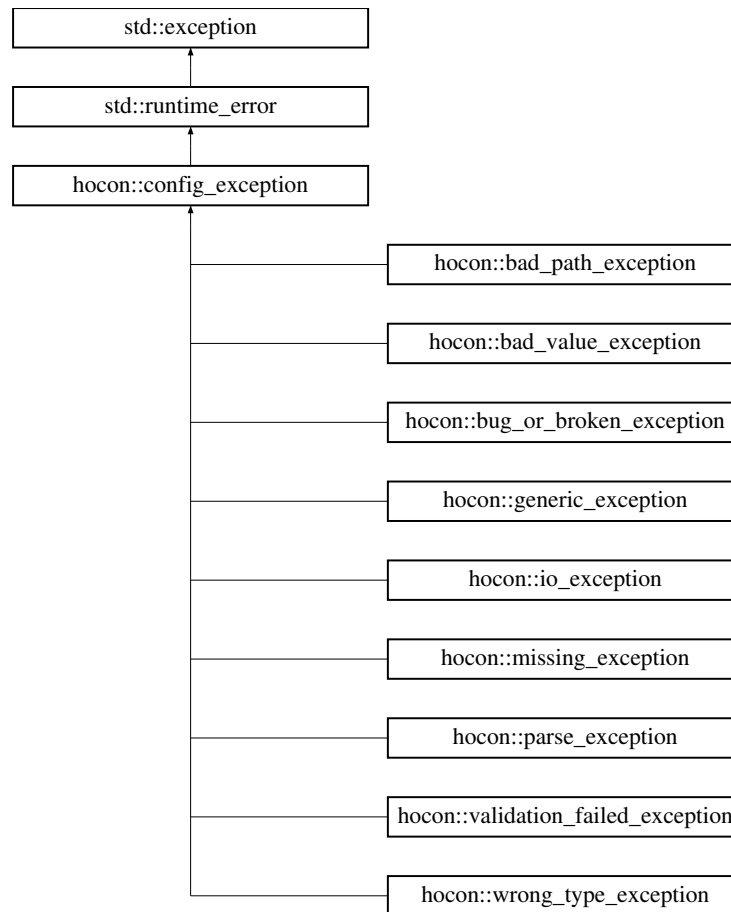 std::exception
std::runtime_error
hocon::config_exception
hocon::bad_path_exception
hocon::bad_value_exception
hocon::bug_or_broken_exception
hocon::generic_exception
hocon::io_exception
hocon::missing_exception
hocon::parse_exception
hocon::validation_failed_exception
hocon::wrong_type_exception